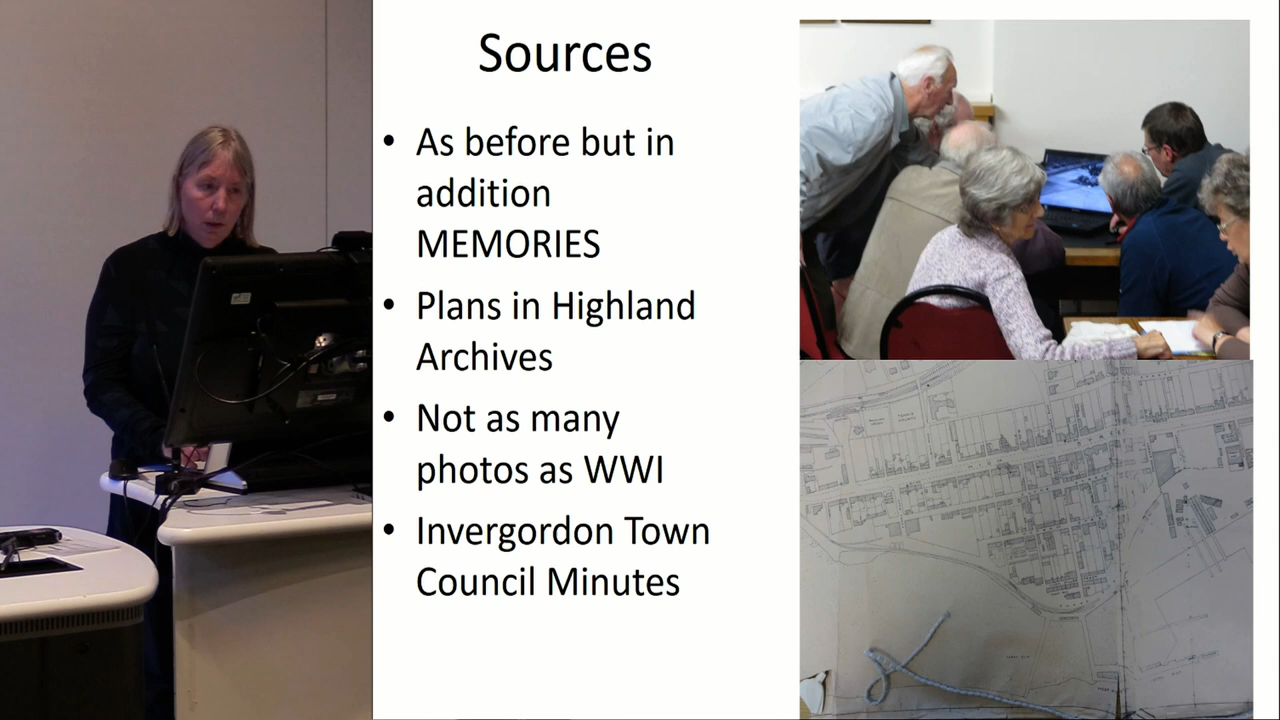 Sources
• As before but in
addition
MEMORIES
• Plans in Highland
Archives
• Not as many
photos as WWI
• Invergordon Town
Council Minutes